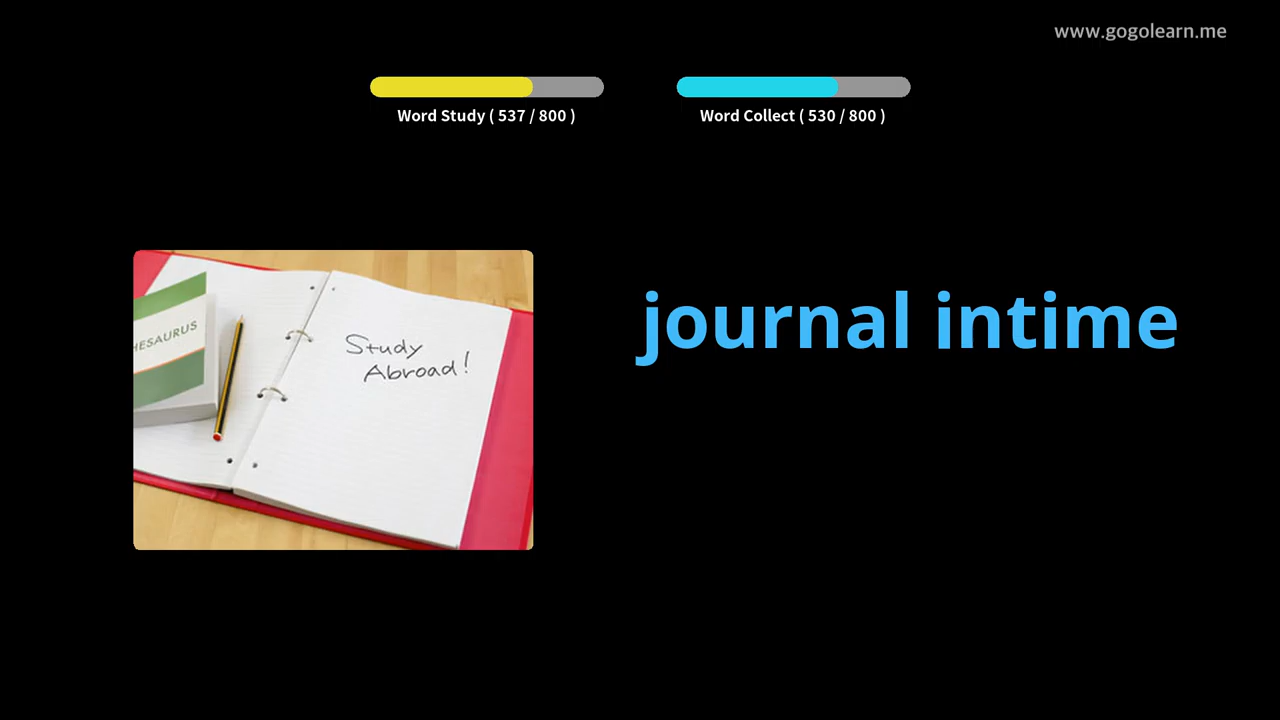 www.gogolearn.me
Word Study ( 537 / 800 )
Word Collect ( 530 / 800 )
journal intime
HESAURUS
Study
Abroad!